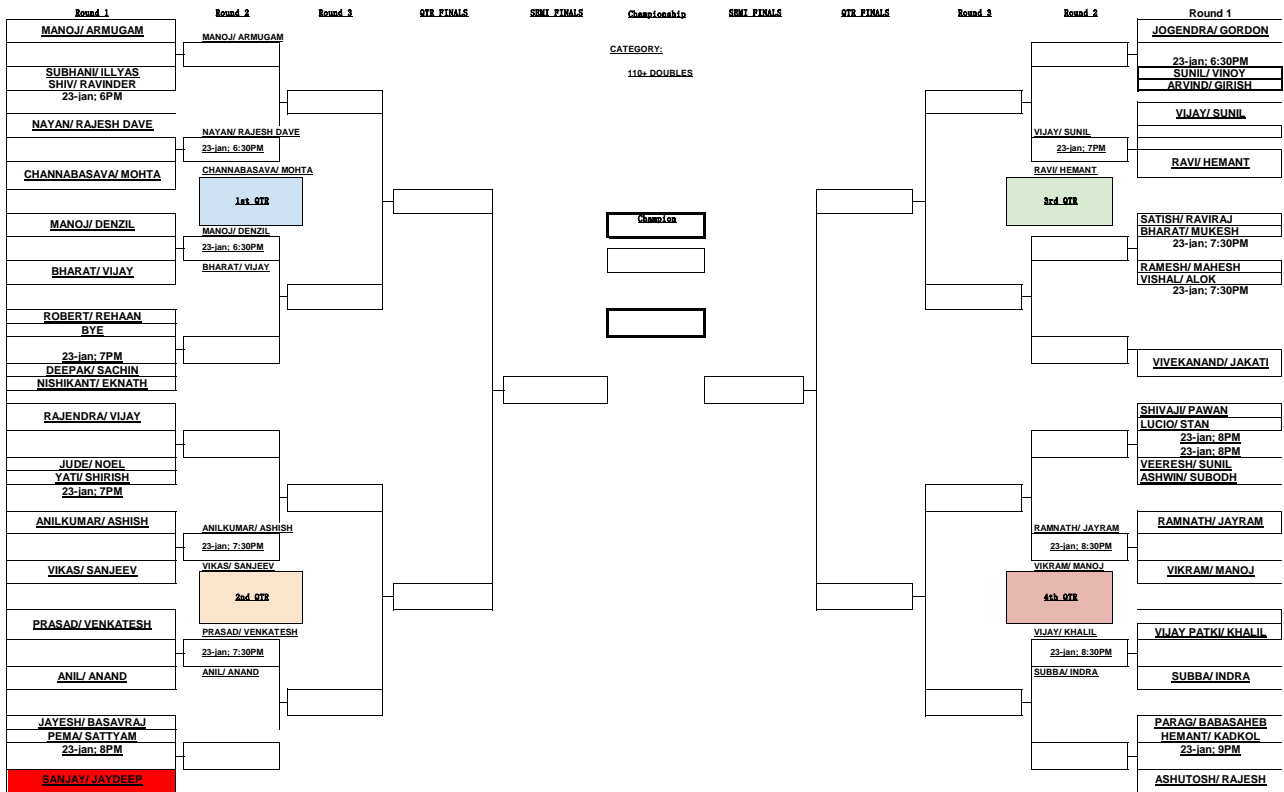 Round 1
Round 2
Round 3
QTR FINALS
SEMI FINALS
Championship
SEMI FINALS
QTR FINALS
Round 3
Round 2
Round 1
CATEGORY:
110+ DOUBLES
MANOJ/ ARMUGAM
SUBHANI/ ILLYAS
SHIV/ RAVINDER
23-jan; 6PM
NAYAN/ RAJESH DAVE
CHANNABASAVA/ MOHTA
MANOJ/ DENZIL
BHARAT/ VIJAY
ROBERT/ REHAAN
BYE
23-jan; 7PM
DEEPAK/ SACHIN
NISHIKANT/ EKNATH
RAJENDRA/ VIJAY
JUDE/ NOEL
YATI/ SHIRISH
23-jan; 7PM
ANILKUMAR/ ASHISH
VIKAS/ SANJEEV
PRASAD/ VENKATESH
ANIL/ ANAND
JAYESH/ BASAVRAJ
PEMA/ SATTYAM
23-jan; 8PM
SANJAY/ JAYDEEP
MANOJ/ ARMUGAM
NAYAN/ RAJESH DAVE
23-jan; 6:30PM
CHANNABASAVA/ MOHTA
1st QTR
MANOJ/ DENZIL
23-jan; 6:30PM
BHARAT/ VIJAY
ANILKUMAR/ ASHISH
23-jan; 7:30PM
VIKAS/ SANJEEV
2nd QTR
PRASAD/ VENKATESH
23-jan; 7:30PM
ANIL/ ANAND
Champion
VIJAY/ SUNIL
23-jan; 7PM
RAVI/ HEMANT
3rd QTR
RAMNATH/ JAYRAM
23-jan; 8:30PM
VIKRAM/ MANOJ
4th QTR
VIJAY/ KHALIL
23-jan; 8:30PM
SUBBA/ INDRA
JOGENDRA/ GORDON
23-jan; 6:30PM
SUNIL/ VINOY
ARVIND/ GIRISH
VIJAY/ SUNIL
RAVI/ HEMANT
SATISH/ RAVIRAJ
BHARAT/ MUKESH
23-jan; 7:30PM
RAMESH/ MAHESH
VISHAL/ ALOK
23-jan; 7:30PM
VIVEKANAND/ JAKATI
SHIVAJI/ PAWAN
LUCIO/ STAN
23-jan; 8PM
23-jan; 8PM
VEERESH/ SUNIL
ASHWIN/ SUBODH
RAMNATH/ JAYRAM
VIKRAM/ MANOJ
VIJAY PATKI/ KHALIL
SUBBA/ INDRA
PARAG/ BABASAHEB
HEMANT/ KADKOL
23-jan; 9PM
ASHUTOSH/ RAJESH